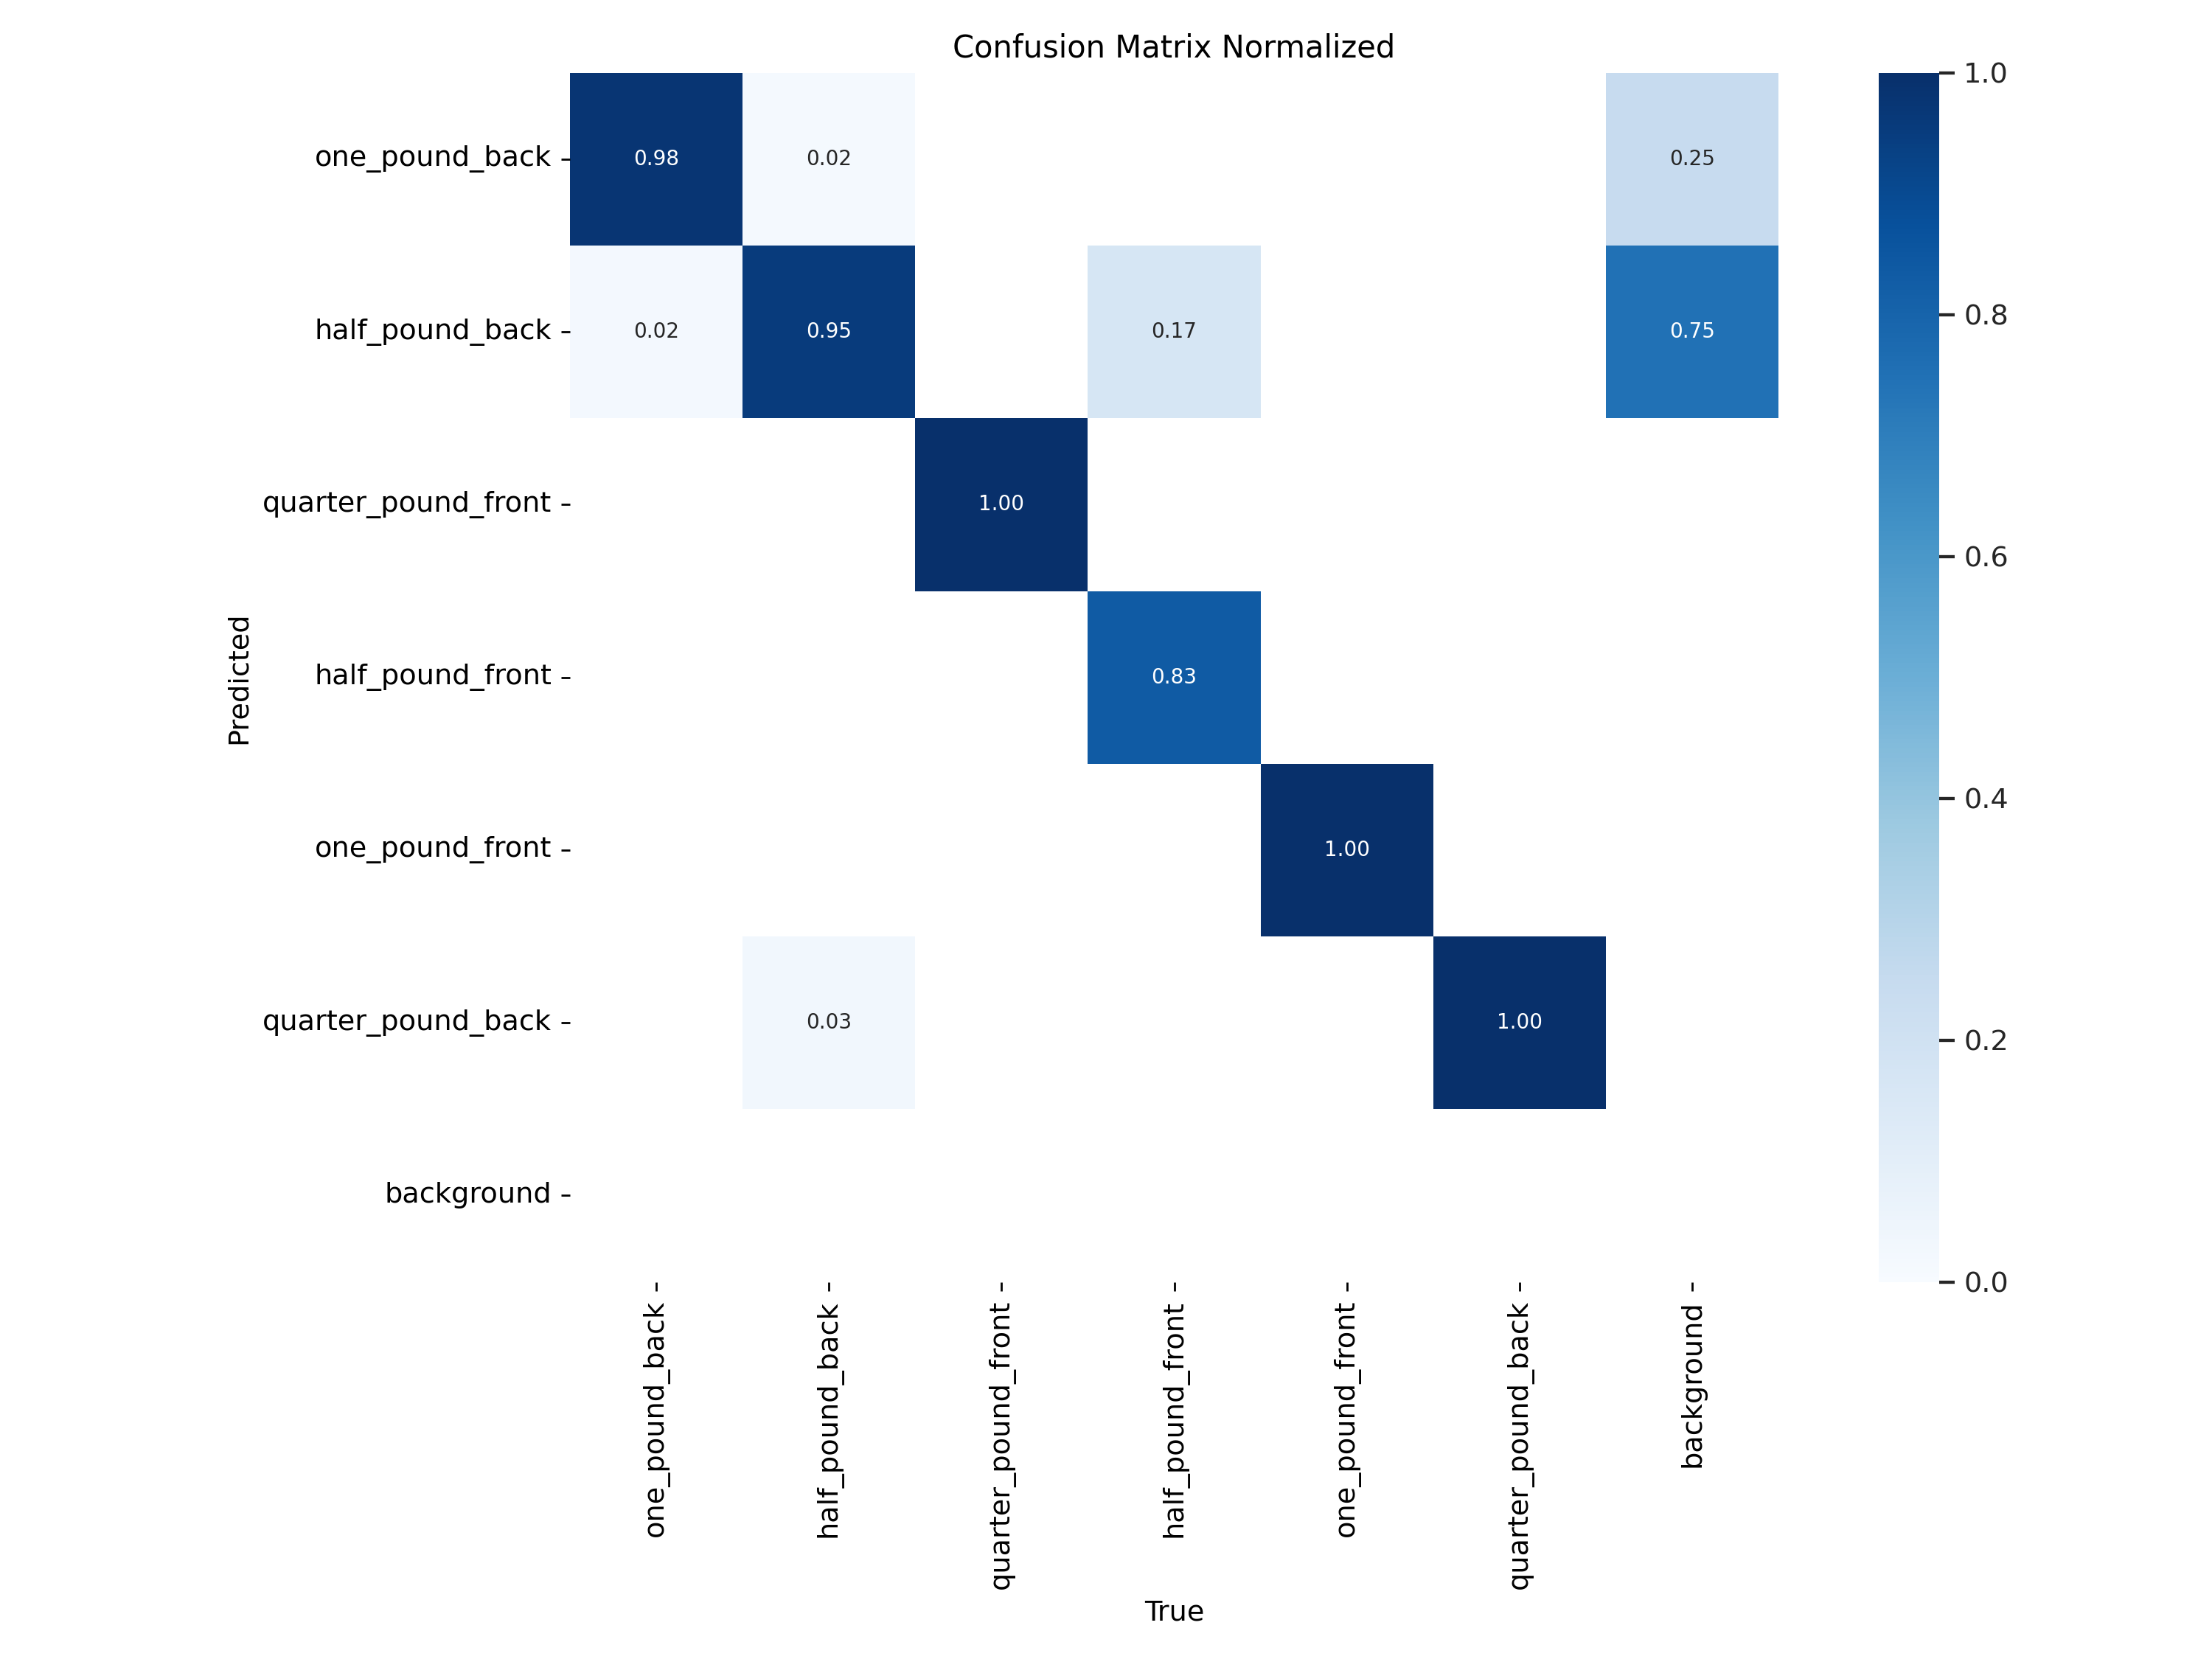 Confusion Matrix Normalized
one_pound_back
0.98
0.02
0.25
1.0
half_pound_back
0.02
0.95
0.17
0.75
0.8
quarter_pound_front
1.00
0.6
Predicted
half_pound_front
0.83
0.4
one_pound_front
1.00
quarter_pound_back
0.03
1.00
0.2
background
0.0
one_pound_back
half_pound_back
quarter_pound_front
half_pound_front
one_pound_front
quarter_pound_back
background
True